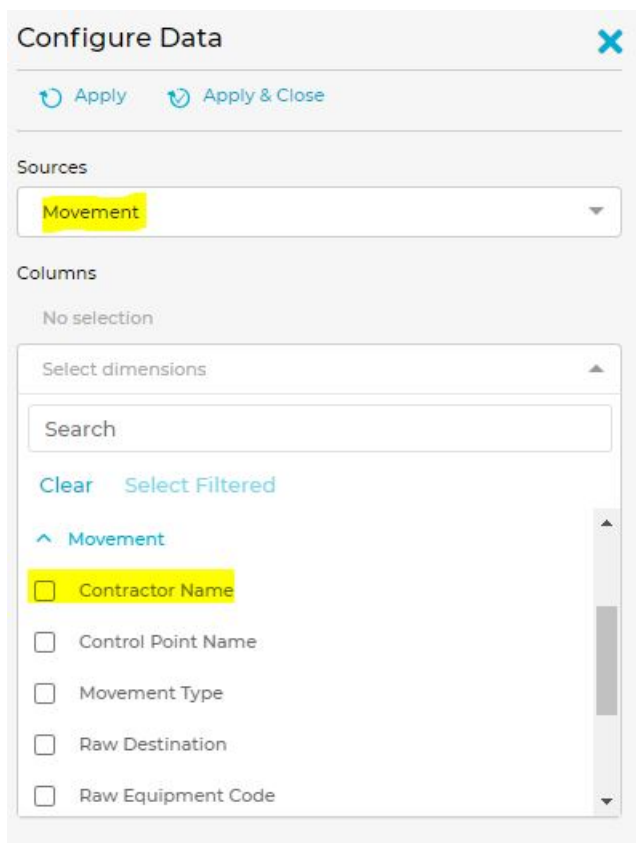 Configure Data
Apply Apply & Close
Sources
Movement
Columns
No selection
Select dimensions
Search
Clear Select Filtered
Movement
Contractor Name
Control Point Name
Movement Type
Raw Destination
Raw Equipment Code